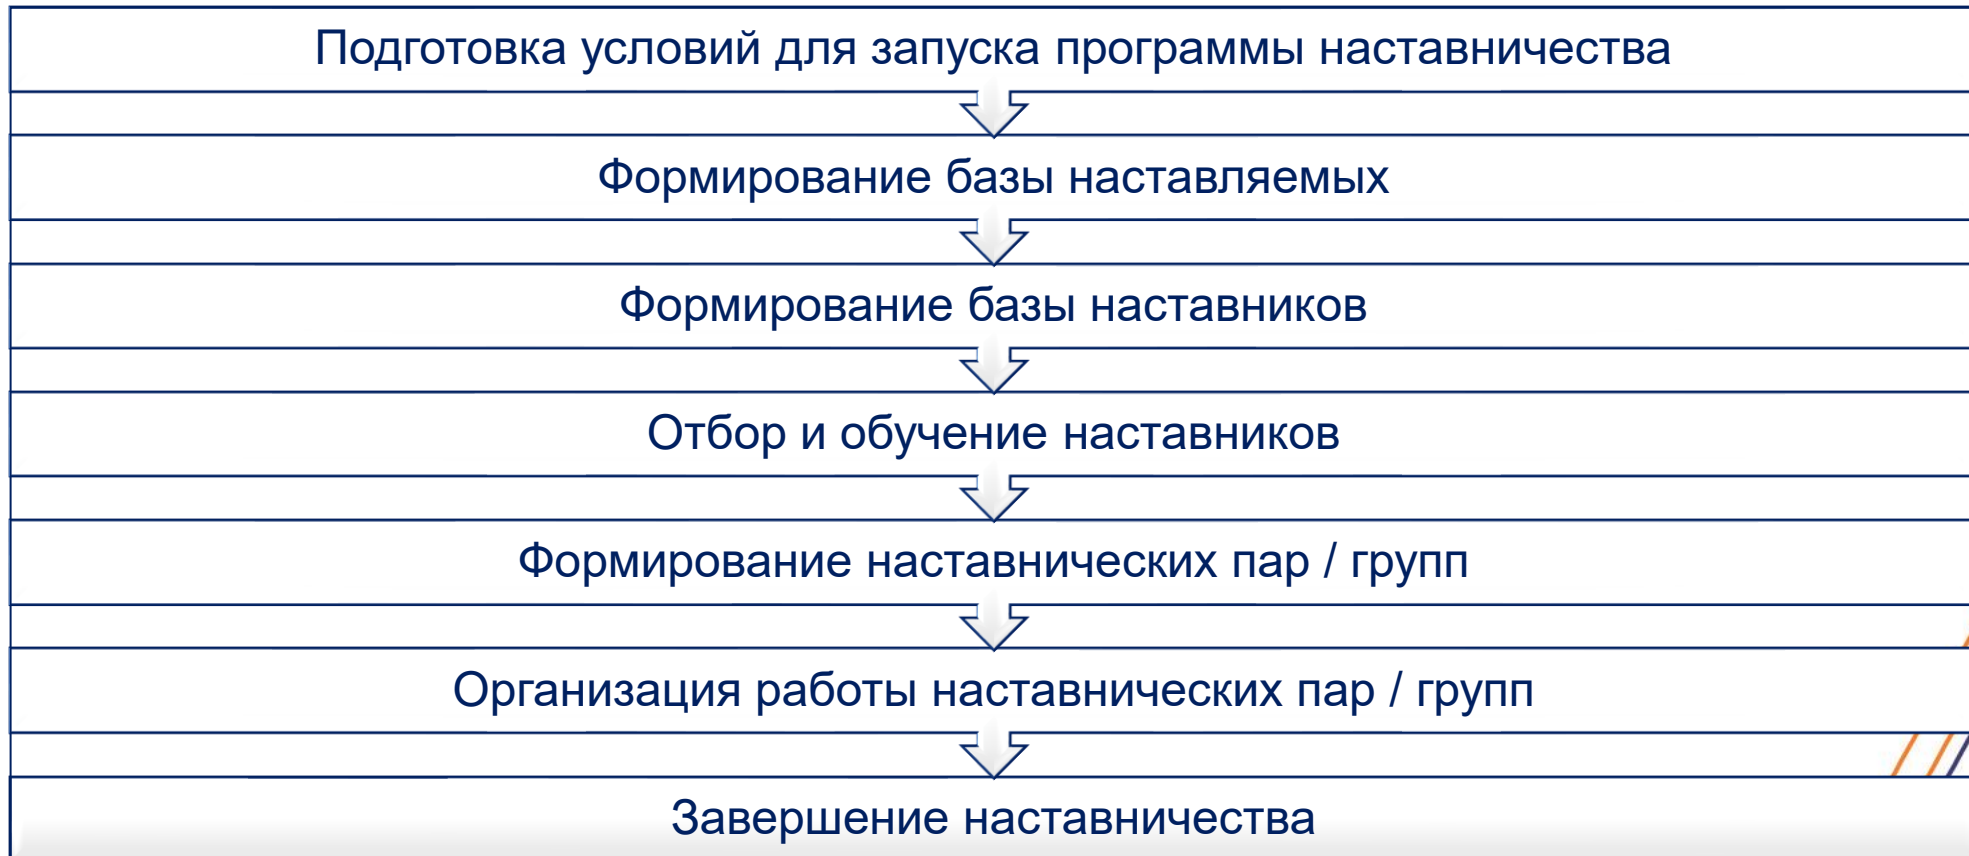 Подготовка условий для запуска программы наставничества
Формирование базы наставляемых
Формирование базы наставников
Отбор и обучение наставников
Формирование наставнических пар / групп
Организация работы наставнических пар / групп
Завершение наставничества